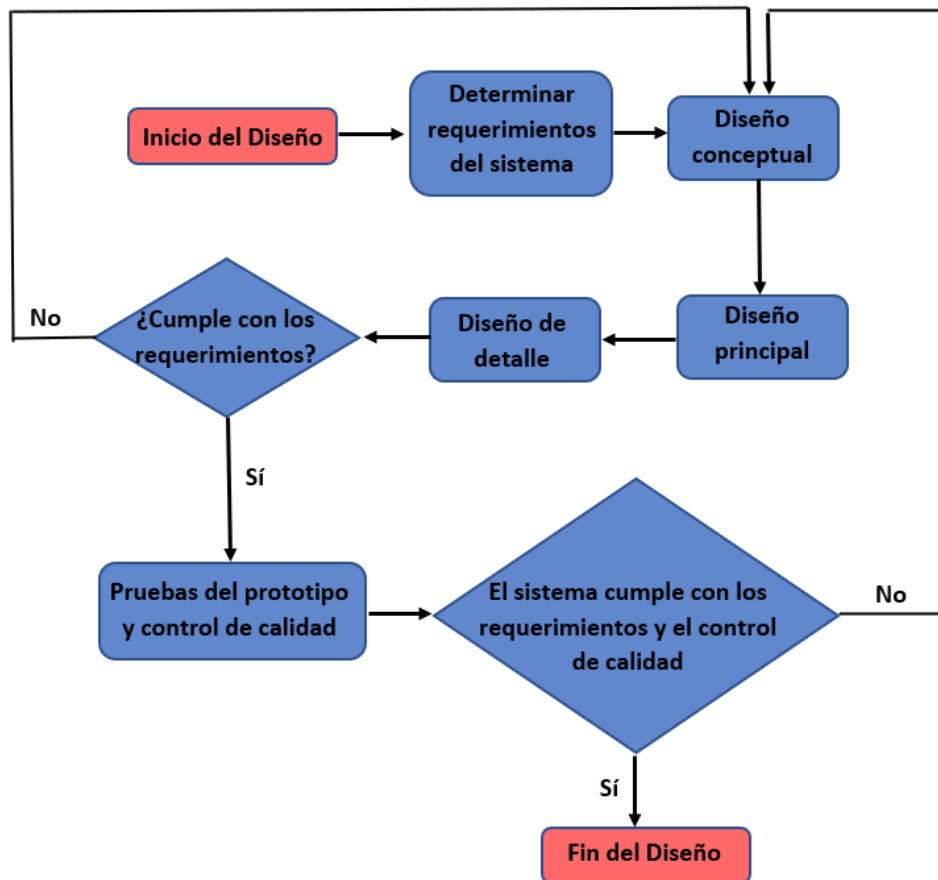 Inicio del Diseño
Determinar
requerimientos
del sistema
Diseño
conceptual
No
¿Cumple con los
requerimientos?
Diseño de
detalle
Diseño
principal
Sí
Pruebas del prototipo
y control de calidad
El sistema cumple con los
requerimientos y el control
de calidad
No
Sí
Fin del Diseño